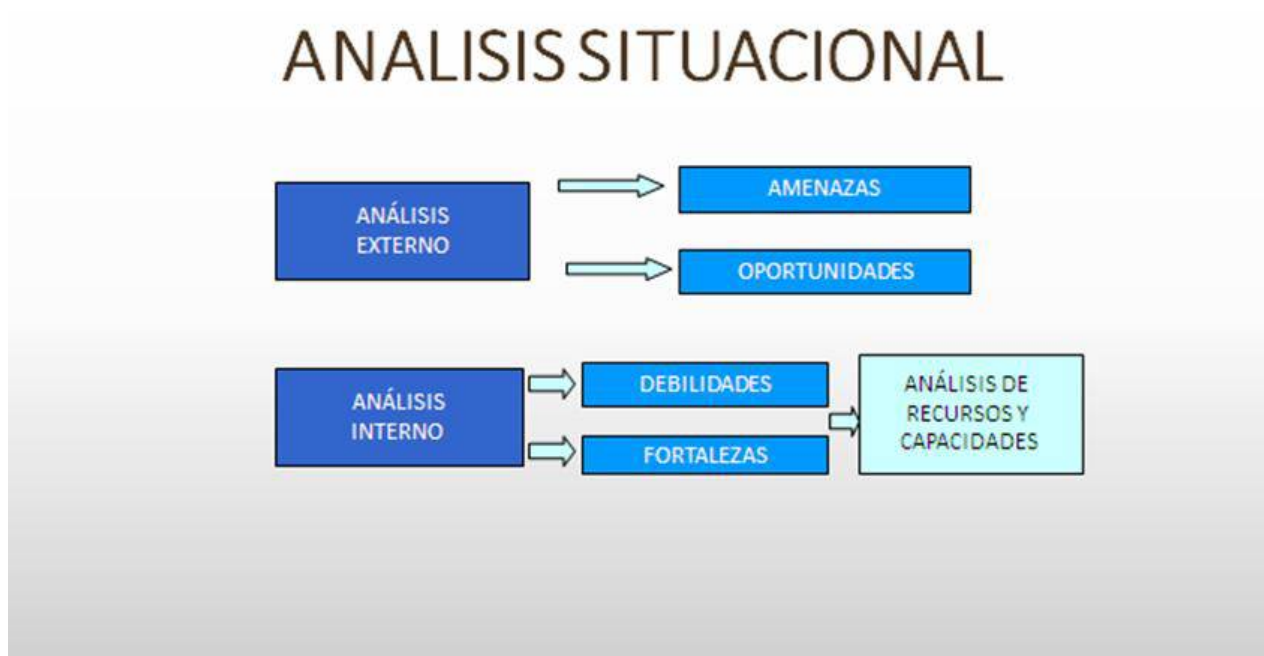 ANALISIS SITUACIONAL
ANÁLISIS
EXTERNO
AMENAZAS
OPORTUNIDADES
ANÁLISIS
INTERNO
DEBILIDADES
FORTALEZAS
ANÁLISIS DE
RECURSOS Y
CAPACIDADES